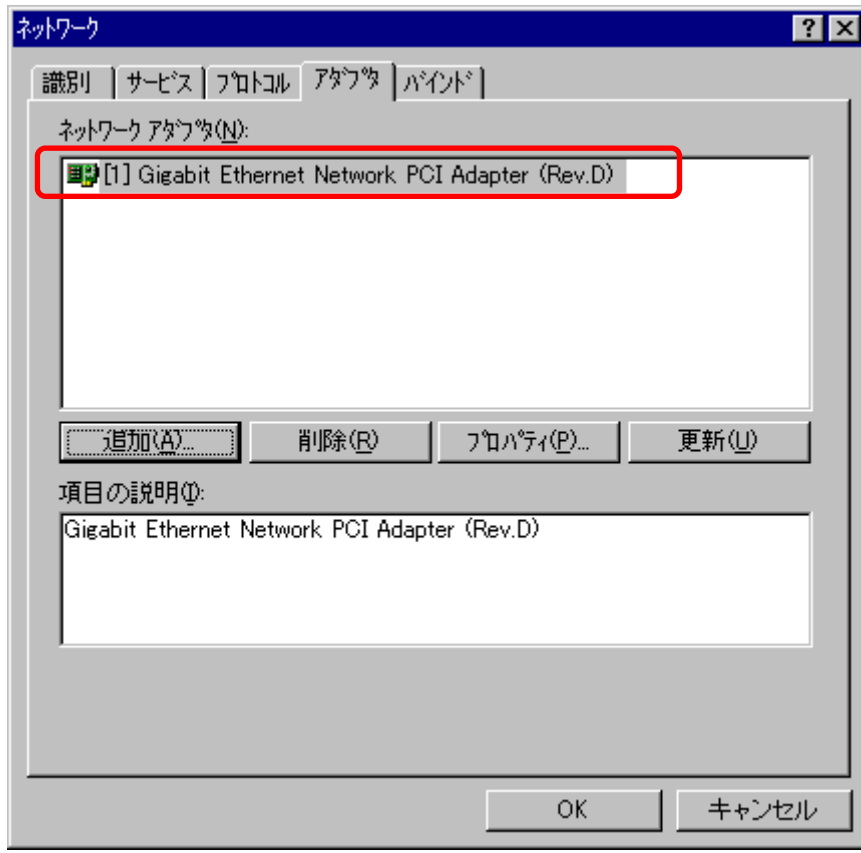 ネットワーク
識別 サービス プロトコル アダプタ バインド
ネットワーク アダプタ(N):
[1] Gigabit Ethernet Network PCI Adapter (Rev.D)
追加(A)... 削除(R) プロパティ(P)... 更新(U)
項目の説明(I):
Gigabit Ethernet Network PCI Adapter (Rev.D)
OK キャンセル